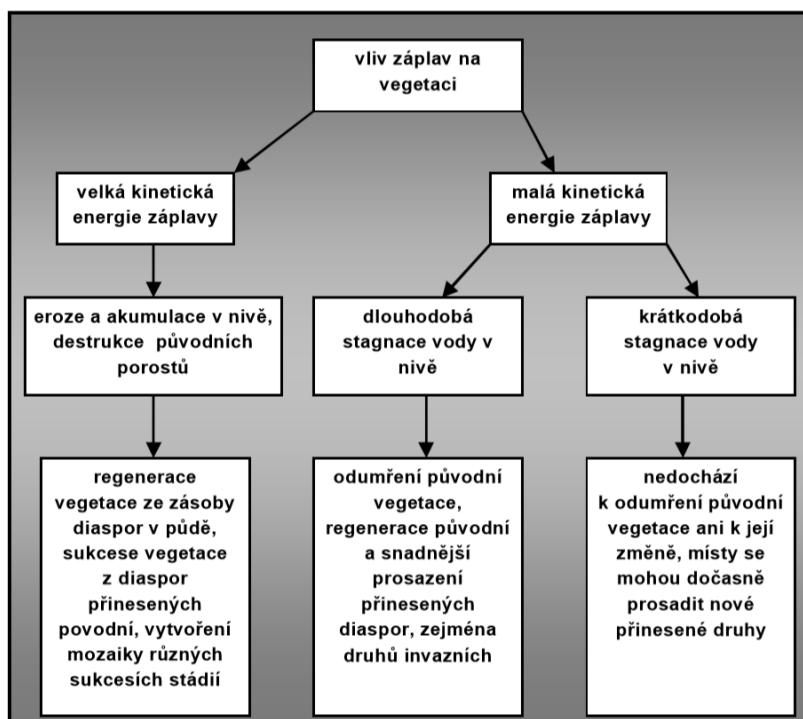 vliv záplav na
vegetaci
velká kinetická
energie záplavy
malá kinetická
energie záplavy
eroze a akumulace v nivě,
destrukce původních
porostů
dlouhodobá
stagnace vody v
nivě
krátkodobá
stagnace vody
v nivě
regenerace
vegetace ze zásoby
diaspor v půdě,
sukcese vegetace
z diaspor
přinesených
povodní, vytvoření
mozaiky různých
sukcesích stádií
odumření původní
vegetace,
regenerace původní
a snadnější
prosazení
přinesených
diaspor, zejména
druhů invazních
nedochází
k odumření původní
vegetace ani k její
změně, místy se
mohou dočasně
prosadit nové
přinesené druhy